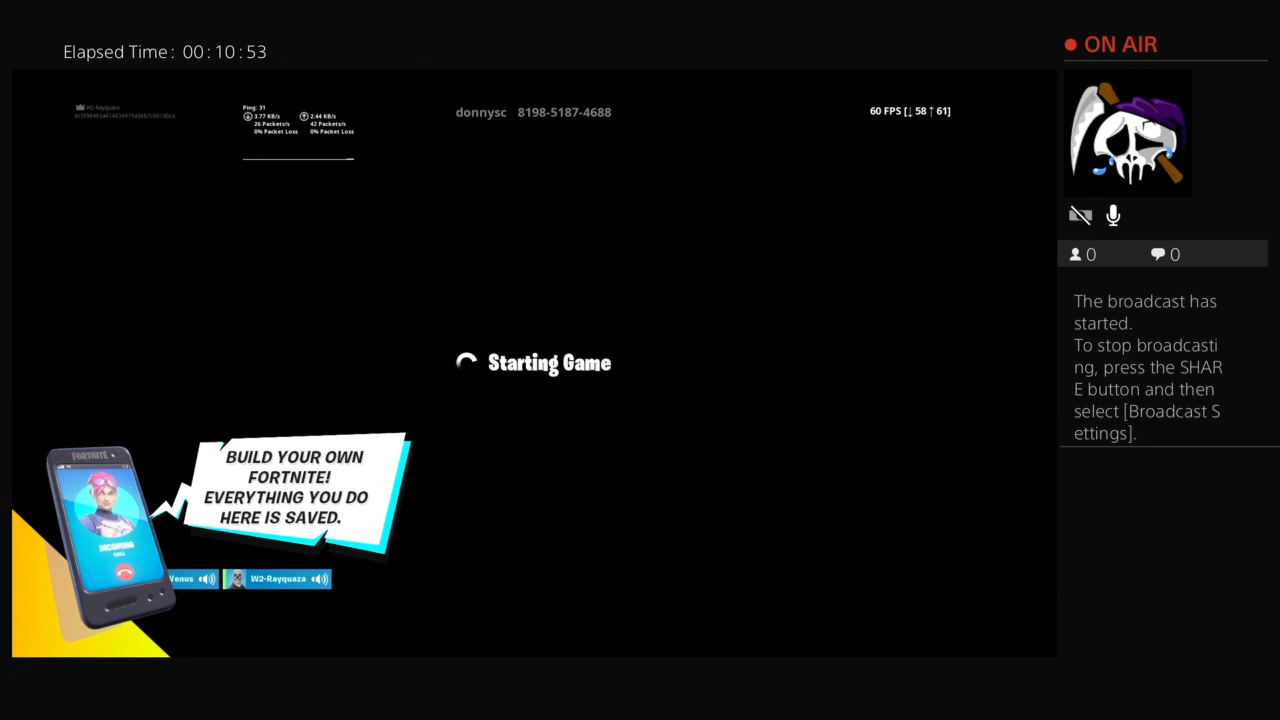 Elapsed Time: 00:10:53
ON AIR
W2-Rayquaza
Ping: 31
3.77 KB/s 2.44 KB/s
26 Packets/s 42 Packets/s
0% Packet Loss 0% Packet Loss
donnysc 8198-5187-4688
60 FPS [↓ 58 ↑ 61]
0 0
The broadcast has
started.
To stop broadcasti
ng, press the SHAR
E button and then
select [Broadcast S
ettings].
Starting Game
FORTNITE
INCOMING
CALL
BUILD YOUR OWN
FORTNITE!
EVERYTHING YOU DO
HERE IS SAVED.
Venus W2-Rayquaza